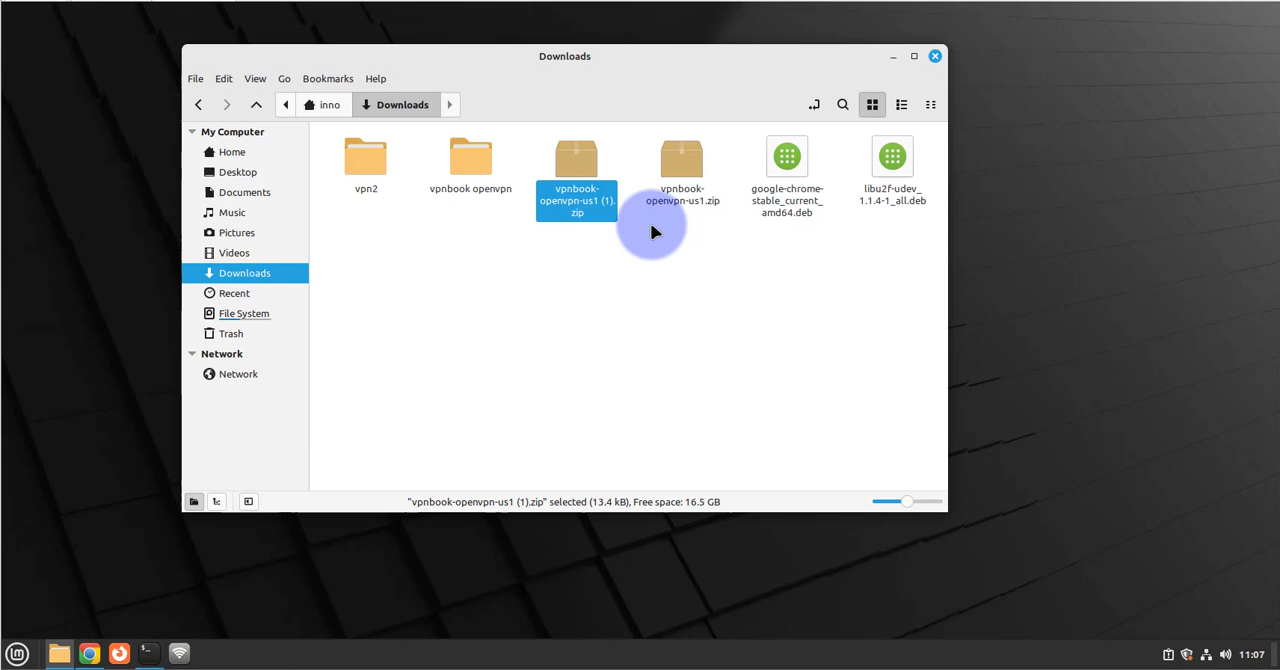 Downloads
File Edit View Go Bookmarks Help
inno Downloads
My Computer
Home
Desktop
Documents
Music
Pictures
Videos
Downloads
Recent
File System
Trash
Network
Network
vpn2
vpnbook openvpn
vpnbook-
openvpn-us1 (1).
zip
vpnbook-
openvpn-us1.zip
google-chrome-
stable_current_
amd64.deb
libu2f-udev_
1.1.4-1_all.deb
"vpnbook-openvpn-us1 (1).zip" selected (13.4 kB), Free space: 16.5 GB
11:07